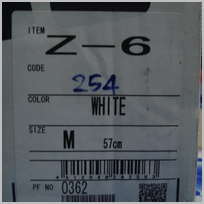 ITEM
Z-6
CODE
254
COLOR
WHITE
SIZE
M 57cm
PF NO 0362